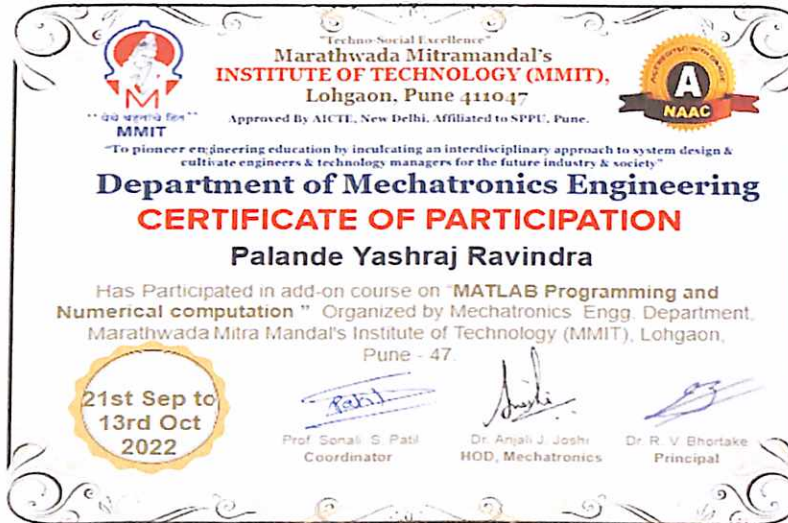 "Techno-Social Excellence"
Marathwada Mitramandal's
INSTITUTE OF TECHNOLOGY (MMIT),
Lohgaon, Pune 411047
Approved By AICTE, New Delhi, Affiliated to SPPU, Pune.
MMIT
ACCREDITED WITH GRADE
A
NAAC
"To pioneer engineering education by inculcating an interdisciplinary approach to system design &
cultivate engineers & technology managers for the future industry & society"
Department of Mechatronics Engineering
CERTIFICATE OF PARTICIPATION
Palande Yashraj Ravindra
Has Participated in add-on course on "MATLAB Programming and
Numerical computation " Organized by Mechatronics Engg. Department,
Marathwada Mitra Mandal's Institute of Technology (MMIT), Lohgaon,
Pune - 47.
21st Sep to
13rd Oct
2022
Patil
Prof. Sonali. S. Patil
Coordinator
Dr. Anjali J. Joshi
HOD, Mechatronics
Dr. R. V. Bhortake
Principal